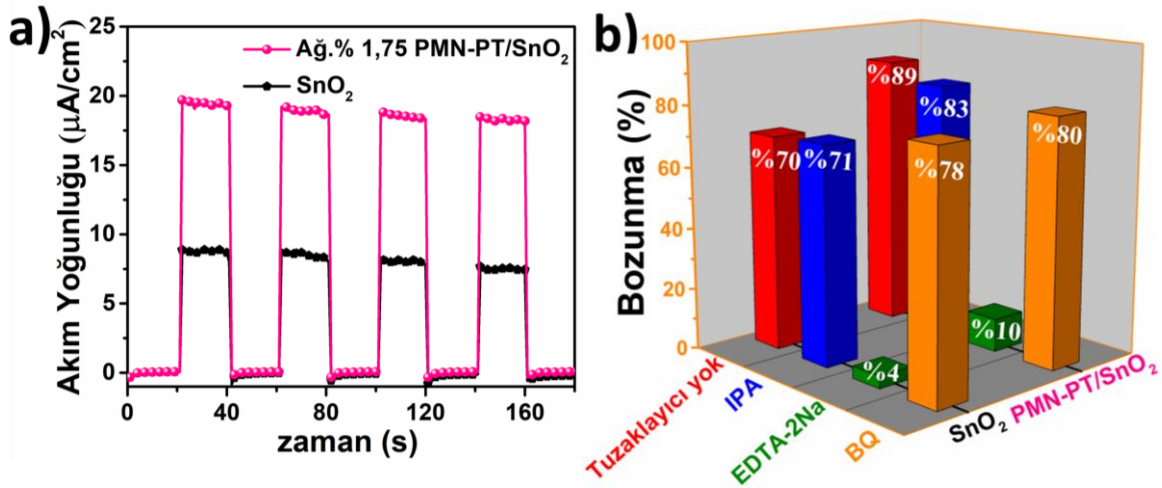 a)
Akım Yoğunluğu (µA/cm²)
25
20
15
10
5
0
Ağ.% 1,75 PMN-PT/SnO₂
SnO₂
0 40 80 120 160
zaman (s)
b)
Bozunma (%)
100
80
60
40
20
0
%89
%83
%70
%71
%78
%80
%10
%4
Tuzaklayıcı yok
IPA
EDTA-2Na
BQ
SnO₂
PMN-PT/SnO₂